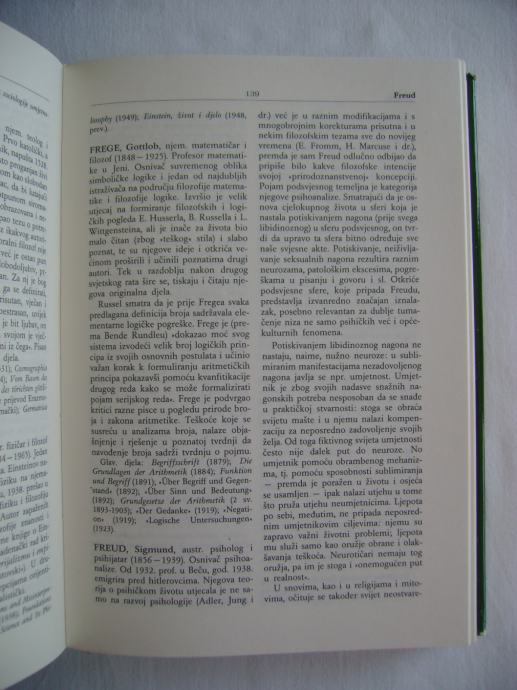 139
Freud
losophy (1949); Einstein, život i djelo (1948,
prev.).
FREGE, Gottlob, njem. matematičar i
filozof (1848—1925). Profesor matemati-
ke u Jeni. Osnivač suvremenog oblika
simboličke logike i jedan od najdubljih
istraživača na području filozofije matema-
tike i filozofije logike. Izvršio je velik
utjecaj na formiranje filozofskih i logi-
čkih pogleda E. Husserla, B. Russella i L.
Wittgensteina, ali je inače za života bio
malo čitan (zbog »teškog« stila) i slabo
poznat, te su njegove ideje i otkrića ve-
ćinom proširili i učinili poznatima drugi
autori. Tek u razdoblju nakon drugog
svjetskog rata šire se, tiskaju i čitaju nje-
gova originalna djela.
Russel smatra da je prije Fregea svaka
predlagana definicija broja sadržavala ele-
mentarne logičke pogreške. Frege je (pre-
ma Bende Rundleu) »dokazao moć svog
sistema izvodeći velik broj logičkih prin-
cipa iz svojih osnovnih postulata i učinio
važan korak k formuliranju aritmetičkih
principa pokazavši pomoću kvantifikacije
drugog reda kako se može formalizirati
pojam serijskog reda«. Frege je podvrgao
kritici razne pisce u pogledu prirode bro-
ja i zakona aritmetike. Teškoće koje se
susreću u analizama broja, nalaze objaš-
njenje i rješenje u poznatoj tvrdnji da
navođenje broja sadrži tvrdnju o pojmu.
Glav. djela: Begriffsschrift (1879); Die
Grundlagen der Arithmetik (1884); Funktion
und Begriff (1891); »Über Begriff und Gegen-
stand« (1892); »Über Sinn und Bedeutung«
(1892); Grundgesetze der Arithmetik (2 sv.
1893-1903); »Der Gedanke« (1919); »Negati-
on« (1919); »Logische Untersuchungen«
(1923).
FREUD, Sigmund, austr. psiholog i
psihijatar (1856—1939). Osnivač psihoa-
nalize. Od 1932. prof. u Beču, god. 1938.
emigrira pred hitlerovcima. Njegova teo-
rija o psihičkom životu utjecala je ne sa-
mo na razvoj psihologije (Adler, Jung i
dr.) već je u raznim modifikacijama i s
mnogobrojnim korekturama prisutna i u
nekim filozofskim tezama sve do novijeg
vremena (E. Fromm, H. Marcuse i dr.),
premda je sam Freud odlučno odbijao da
pripiše bilo kakve filozofske intencije
svojoj »prirodoznanstvenoj« koncepciji.
Pojam podsvjesnog temeljna je kategorija
njegove psihoanalize. Smatrajući da je os-
nova cjelokupnog života u sferi koja je
nastala potiskivanjem nagona (prije svega
libidinoznog) u sferu podsvjesnog, on tvr-
di da upravo ta sfera bitno određuje sve
naše svjesne akte. Potiskivanje, neiživljava-
nje seksualnih nagona rezultira raznim
neurozama, patološkim ekscesima, pogreš-
kama u pisanju i govoru i sl. Otkriće
podsvjesne sfere, koje pripada Freudu,
predstavlja izvanredno značajan iznala-
zak, posebno relevantan za dublje tuma-
čenje niza ne samo psihičkih već i opće-
kulturnih fenomena.
Potiskivanjem libidinoznog nagona ne
nastaju, naime, nužno neuroze: u subli-
miranim manifestacijama nezadovoljenog
nagona javlja se npr. umjetnost. Umjet-
nik je zbog svojih nadasve snažnih na-
gonskih potreba nesposoban da se snađe
u praktičkoj stvarnosti: stoga se obraća
svijetu mašte i u njemu nalazi kompen-
zaciju za neposredno zadovoljenje svojih
želja. Od toga fiktivnog svijeta umjetnosti
često nije dalek put do neuroze. No
umjetnik pomoću obrambenog mehaniz-
ma, tj. pomoću sposobnosti sublimiranja
— premda je poražen u životu i osjeća
se usamljen — ipak nalazi utjehu u tome
što pruža utjehu neumjetnicima. Ljepota
po sebi, međutim, ne pripada neposred-
nim umjetnikovim ciljevima: njemu su
zapravo važni životni problemi; ljepota
mu služi samo kao oružje obrane i olak-
šavanja teškoća. Neurotičari nemaju tog
oružja, pa im je stoga i »onemogućen put
u realnost«.
U snovima, kao i u religijama i mito-
vima, očituje se također svijet neostvare-